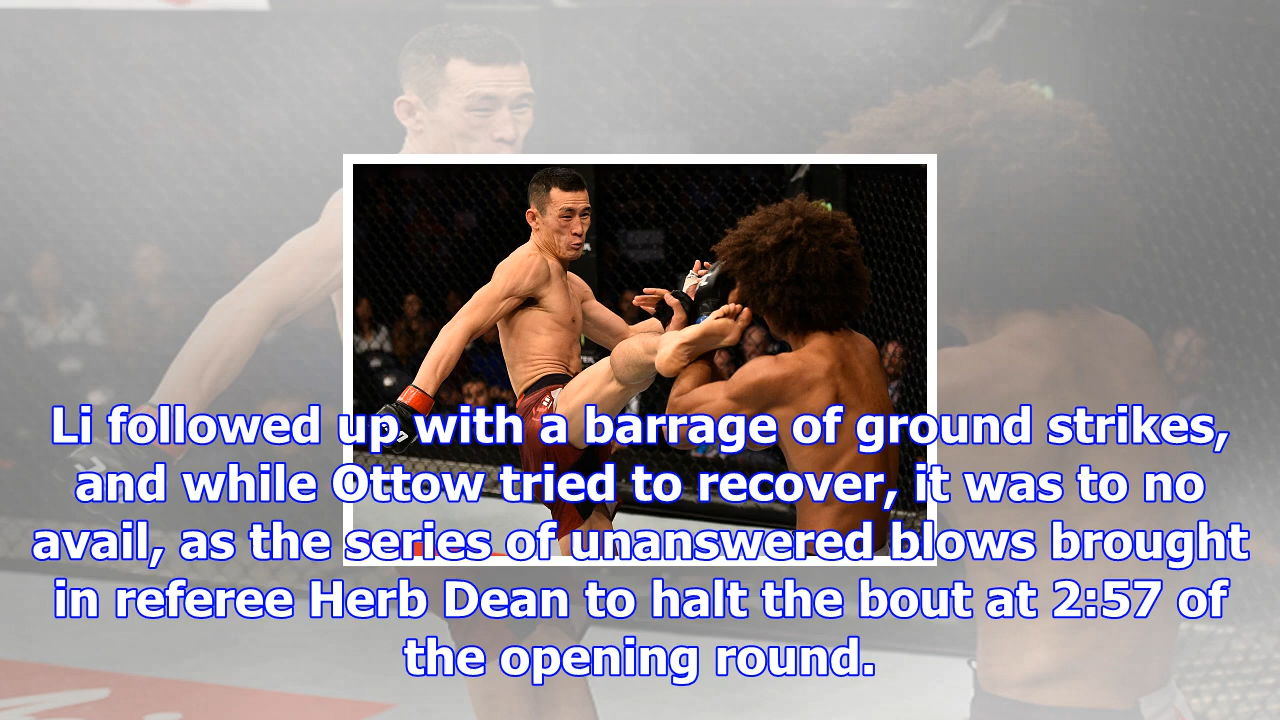 Li followed up with a barrage of ground strikes,
and while Ottow tried to recover, it was to no
avail, as the series of unanswered blows brought
in referee Herb Dean to halt the bout at 2:57 of
the opening round.